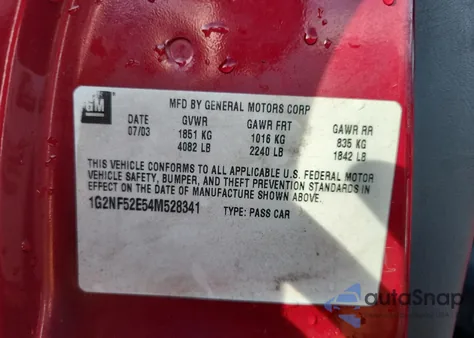 GM
MFD BY GENERAL MOTORS CORP
DATE GVWR GAWR FRT GAWR RR
07/03 1851 KG 1016 KG 835 KG
4082 LB 2240 LB 1842 LB
THIS VEHICLE CONFORMS TO ALL APPLICABLE U.S. FEDERAL MOTOR
VEHICLE SAFETY, BUMPER, AND THEFT PREVENTION STANDARDS IN
EFFECT ON THE DATE OF MANUFACTURE SHOWN ABOVE.
1G2NF52E54M528341 TYPE: PASS CAR
autoSnap